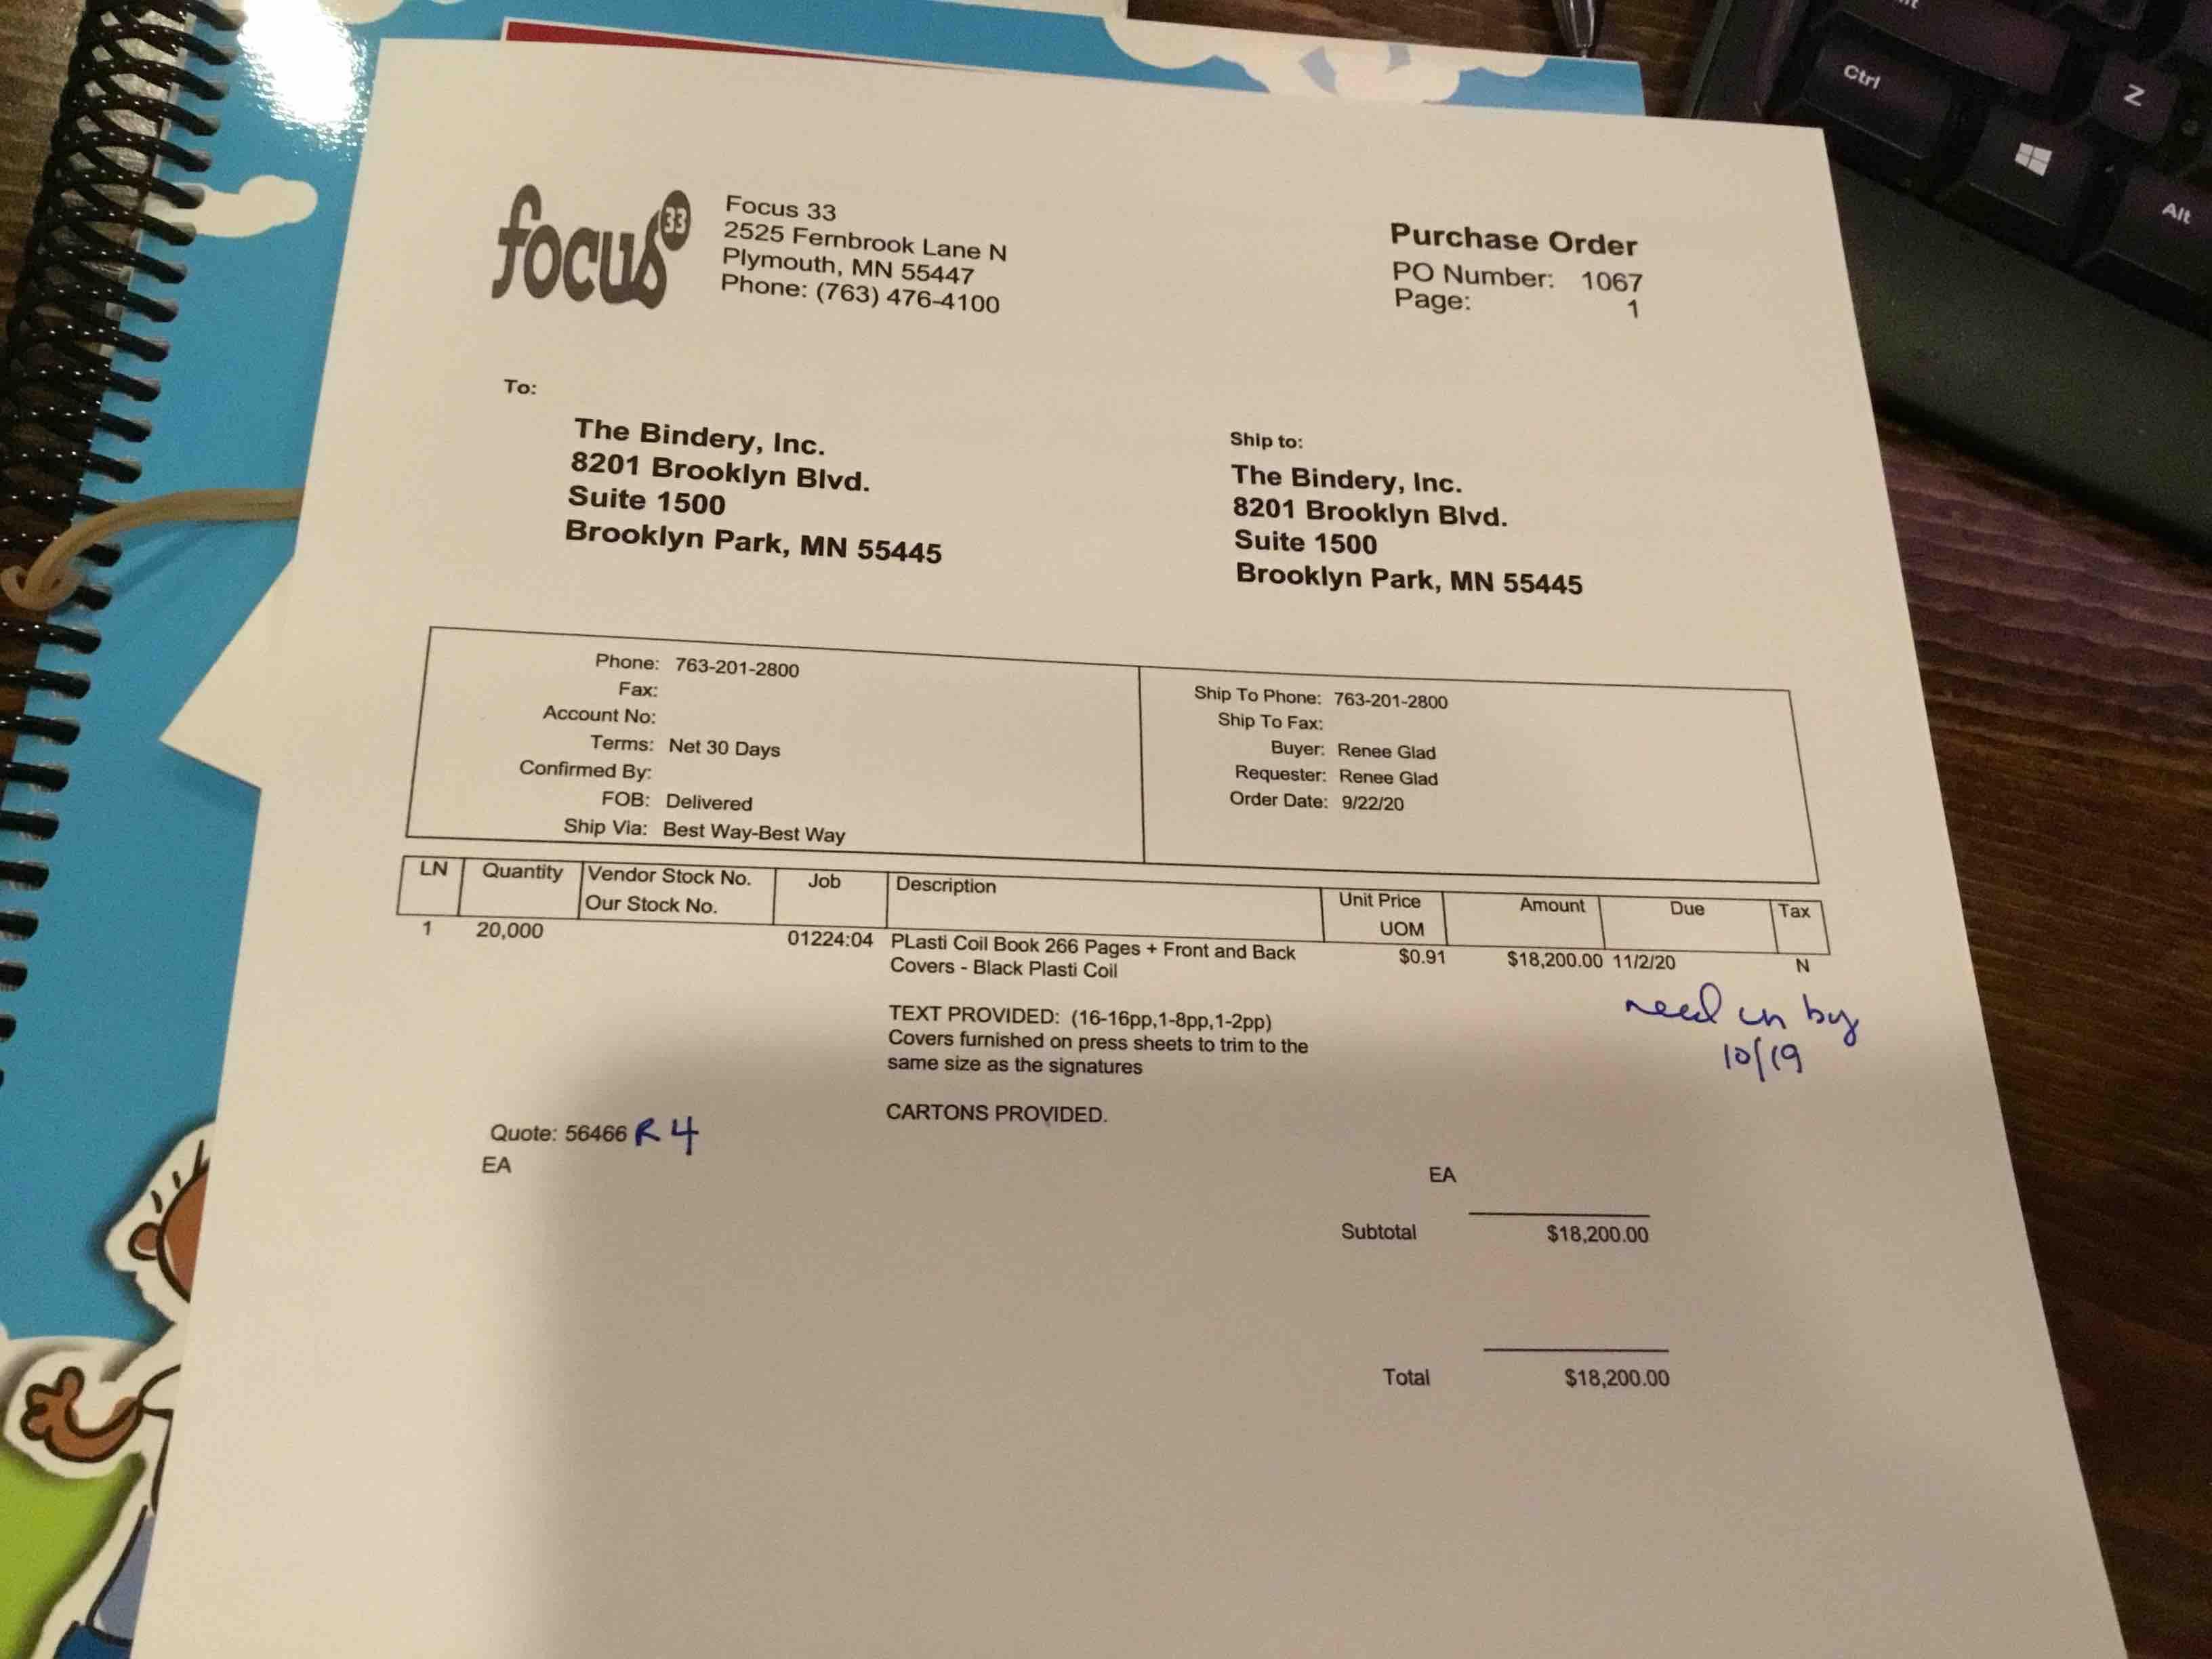 focus 33
Focus 33
2525 Fernbrook Lane N
Plymouth, MN 55447
Phone: (763) 476-4100
Purchase Order
PO Number: 1067
Page: 1
To:
The Bindery, Inc.
8201 Brooklyn Blvd.
Suite 1500
Brooklyn Park, MN 55445
Ship to:
The Bindery, Inc.
8201 Brooklyn Blvd.
Suite 1500
Brooklyn Park, MN 55445
Phone: 763-201-2800
Fax:
Account No:
Terms: Net 30 Days
Confirmed By:
FOB: Delivered
Ship Via: Best Way-Best Way
Ship To Phone: 763-201-2800
Ship To Fax:
Buyer: Renee Glad
Requester: Renee Glad
Order Date: 9/22/20
LN Quantity Vendor Stock No. Job Description Unit Price Amount Due Tax
Our Stock No. UOM
1 20,000 01224:04 PLasti Coil Book 266 Pages + Front and Back $0.91 $18,200.00 11/2/20 N
Covers - Black Plasti Coil
need in by
10/19
TEXT PROVIDED: (16-16pp,1-8pp,1-2pp)
Covers furnished on press sheets to trim to the
same size as the signatures
CARTONS PROVIDED.
Quote: 56466 R4
EA EA
Subtotal $18,200.00
Total $18,200.00
Ctrl
Z
Alt